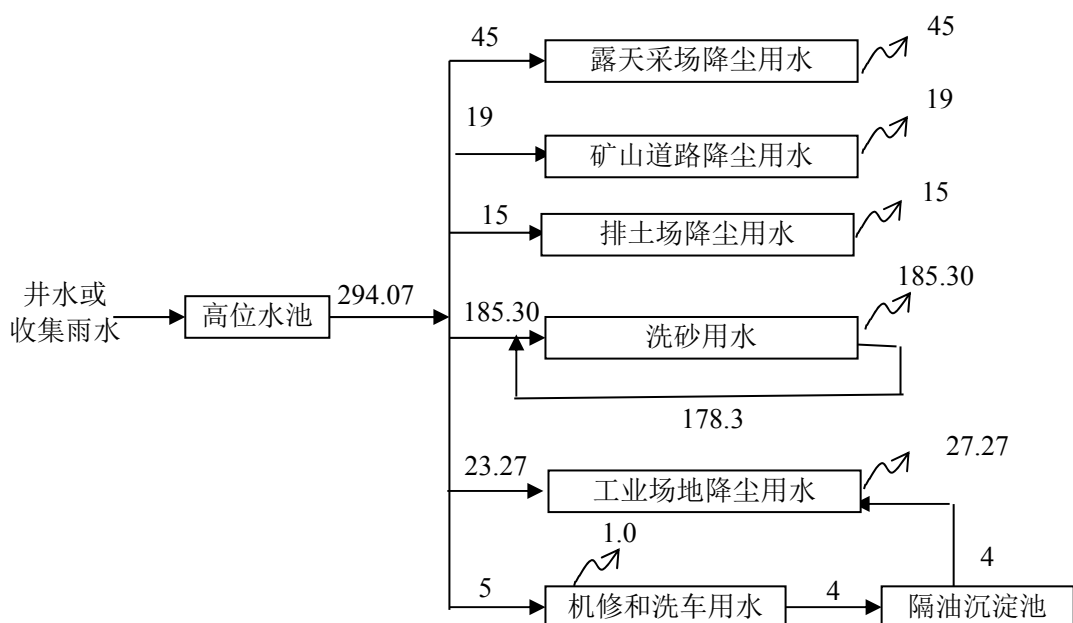 45
露天采场降尘用水
45
19
矿山道路降尘用水
19
15
排土场降尘用水
15
井水或
收集雨水
高位水池
294.07
185.30
洗砂用水
185.30
178.3
23.27
工业场地降尘用水
27.27
1.0
5
机修和洗车用水
4
隔油沉淀池
4